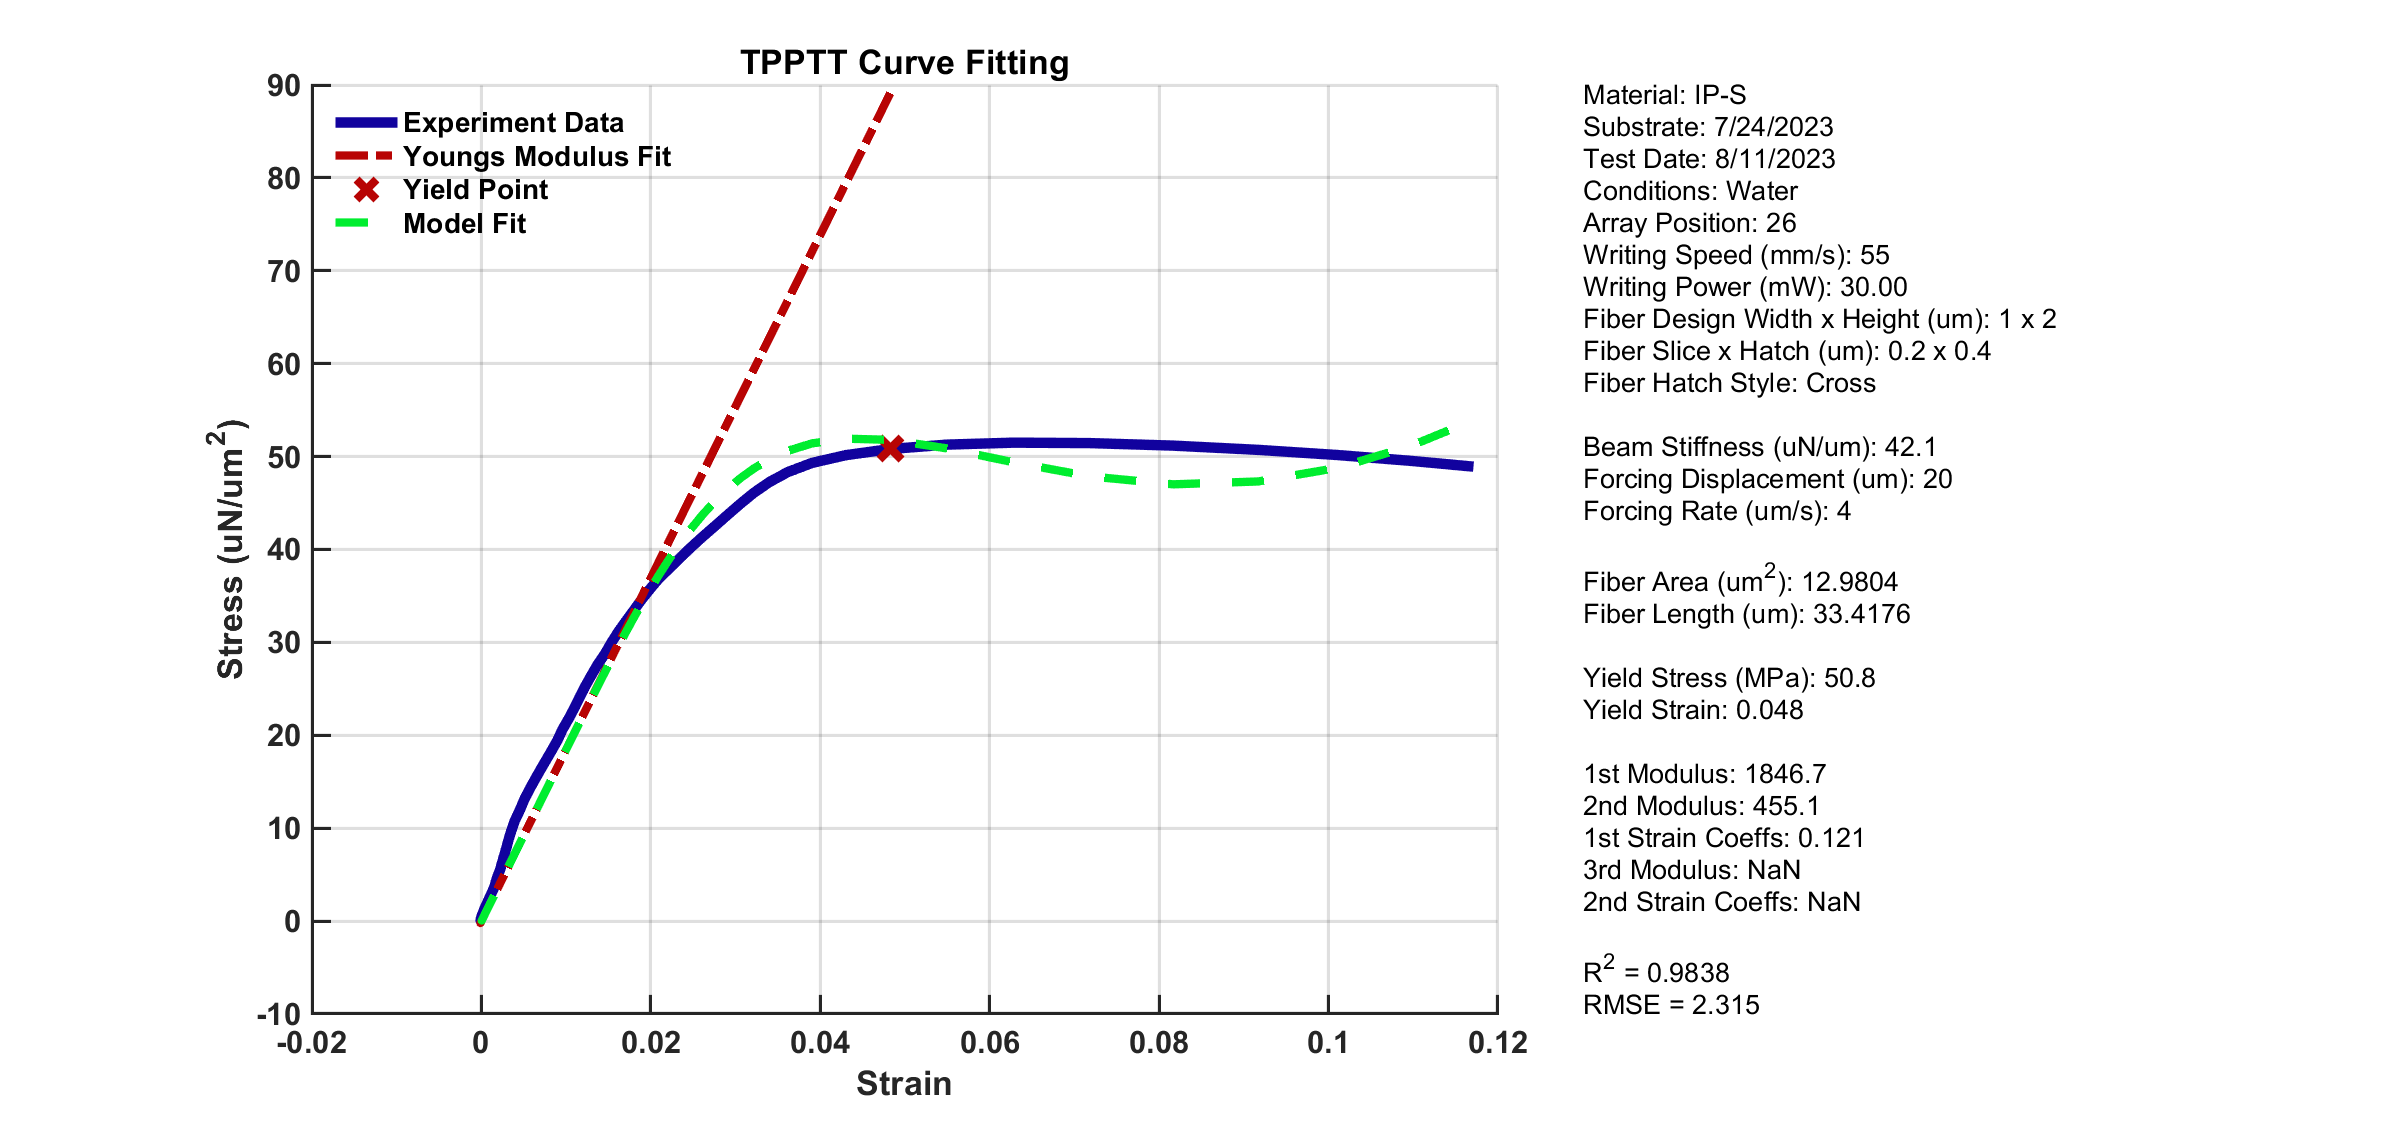 TPPTT Curve Fitting
90
80
70
60
50
40
30
20
10
0
-10
Stress (uN/um²)
Experiment Data
Youngs Modulus Fit
Yield Point
Model Fit
-0.02
0
0.02
0.04
0.06
0.08
0.1
0.12
Strain
Material: IP-S
Substrate: 7/24/2023
Test Date: 8/11/2023
Conditions: Water
Array Position: 26
Writing Speed (mm/s): 55
Writing Power (mW): 30.00
Fiber Design Width x Height (um): 1 x 2
Fiber Slice x Hatch (um): 0.2 x 0.4
Fiber Hatch Style: Cross
Beam Stiffness (uN/um): 42.1
Forcing Displacement (um): 20
Forcing Rate (um/s): 4
Fiber Area (um²): 12.9804
Fiber Length (um): 33.4176
Yield Stress (MPa): 50.8
Yield Strain: 0.048
1st Modulus: 1846.7
2nd Modulus: 455.1
1st Strain Coeffs: 0.121
3rd Modulus: NaN
2nd Strain Coeffs: NaN
R² = 0.9838
RMSE = 2.315